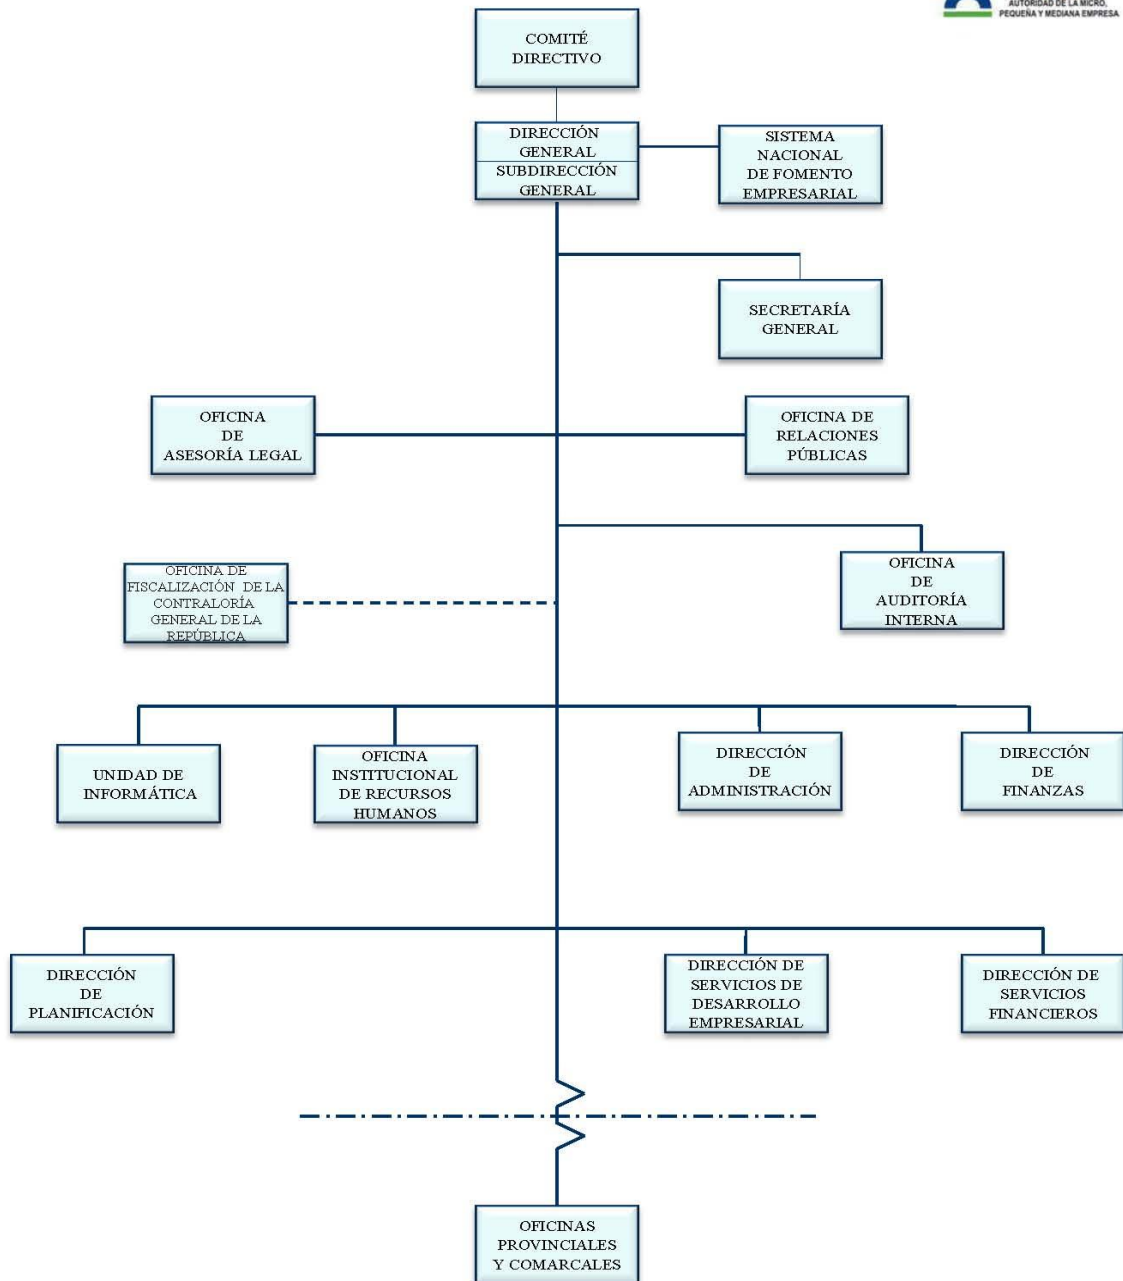 AUTORIDAD DE LA MICRO,
PEQUEÑA Y MEDIANA EMPRESA
COMITÉ
DIRECTIVO
DIRECCIÓN
GENERAL
SUBDIRECCIÓN
GENERAL
SISTEMA
NACIONAL
DE FOMENTO
EMPRESARIAL
SECRETARÍA
GENERAL
OFICINA
DE
ASESORÍA LEGAL
OFICINA DE
RELACIONES
PÚBLICAS
OFICINA DE
FISCALIZACIÓN DE LA
CONTRALORÍA
GENERAL DE LA
REPÚBLICA
OFICINA
DE
AUDITORÍA
INTERNA
UNIDAD DE
INFORMÁTICA
OFICINA
INSTITUCIONAL
DE RECURSOS
HUMANOS
DIRECCIÓN
DE
ADMINISTRACIÓN
DIRECCIÓN
DE
FINANZAS
DIRECCIÓN
DE
PLANIFICACIÓN
DIRECCIÓN DE
SERVICIOS DE
DESARROLLO
EMPRESARIAL
DIRECCIÓN DE
SERVICIOS
FINANCIEROS
OFICINAS
PROVINCIALES
Y COMARCALES